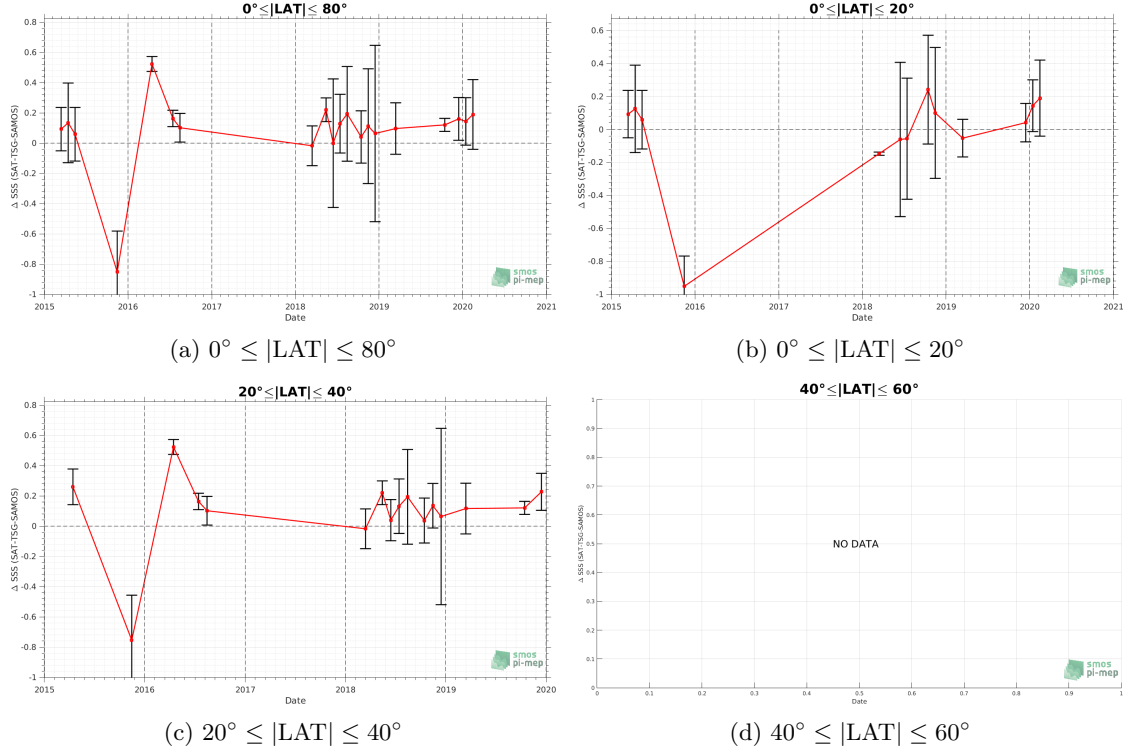 0°≤|LAT|≤ 80°
0.8
0.6
0.4
0.2
0
-0.2
-0.4
-0.6
-0.8
-1
Δ SSS (SAT-TSG-SAMOS)
2015 2016 2017 2018 2019 2020 2021
Date
smos
pi-mep
(a) 0° ≤ |LAT| ≤ 80°
0°≤|LAT|≤ 20°
0.6
0.4
0.2
0
-0.2
-0.4
-0.6
-0.8
-1
Δ SSS (SAT-TSG-SAMOS)
2015 2016 2017 2018 2019 2020 2021
Date
smos
pi-mep
(b) 0° ≤ |LAT| ≤ 20°
20°≤|LAT|≤ 40°
0.8
0.6
0.4
0.2
0
-0.2
-0.4
-0.6
-0.8
-1
Δ SSS (SAT-TSG-SAMOS)
2015 2016 2017 2018 2019 2020
Date
smos
pi-mep
(c) 20° ≤ |LAT| ≤ 40°
40°≤|LAT|≤ 60°
1
0.9
0.8
0.7
0.6
0.5
0.4
0.3
0.2
0.1
0
Δ SSS (SAT-TSG-SAMOS)
NO DATA
0 0.1 0.2 0.3 0.4 0.5 0.6 0.7 0.8 0.9 1
Date
smos
pi-mep
(d) 40° ≤ |LAT| ≤ 60°